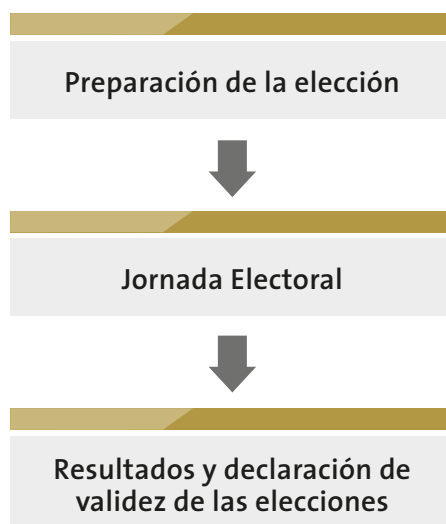 Preparación de la elección
Jornada Electoral
Resultados y declaración de
validez de las elecciones